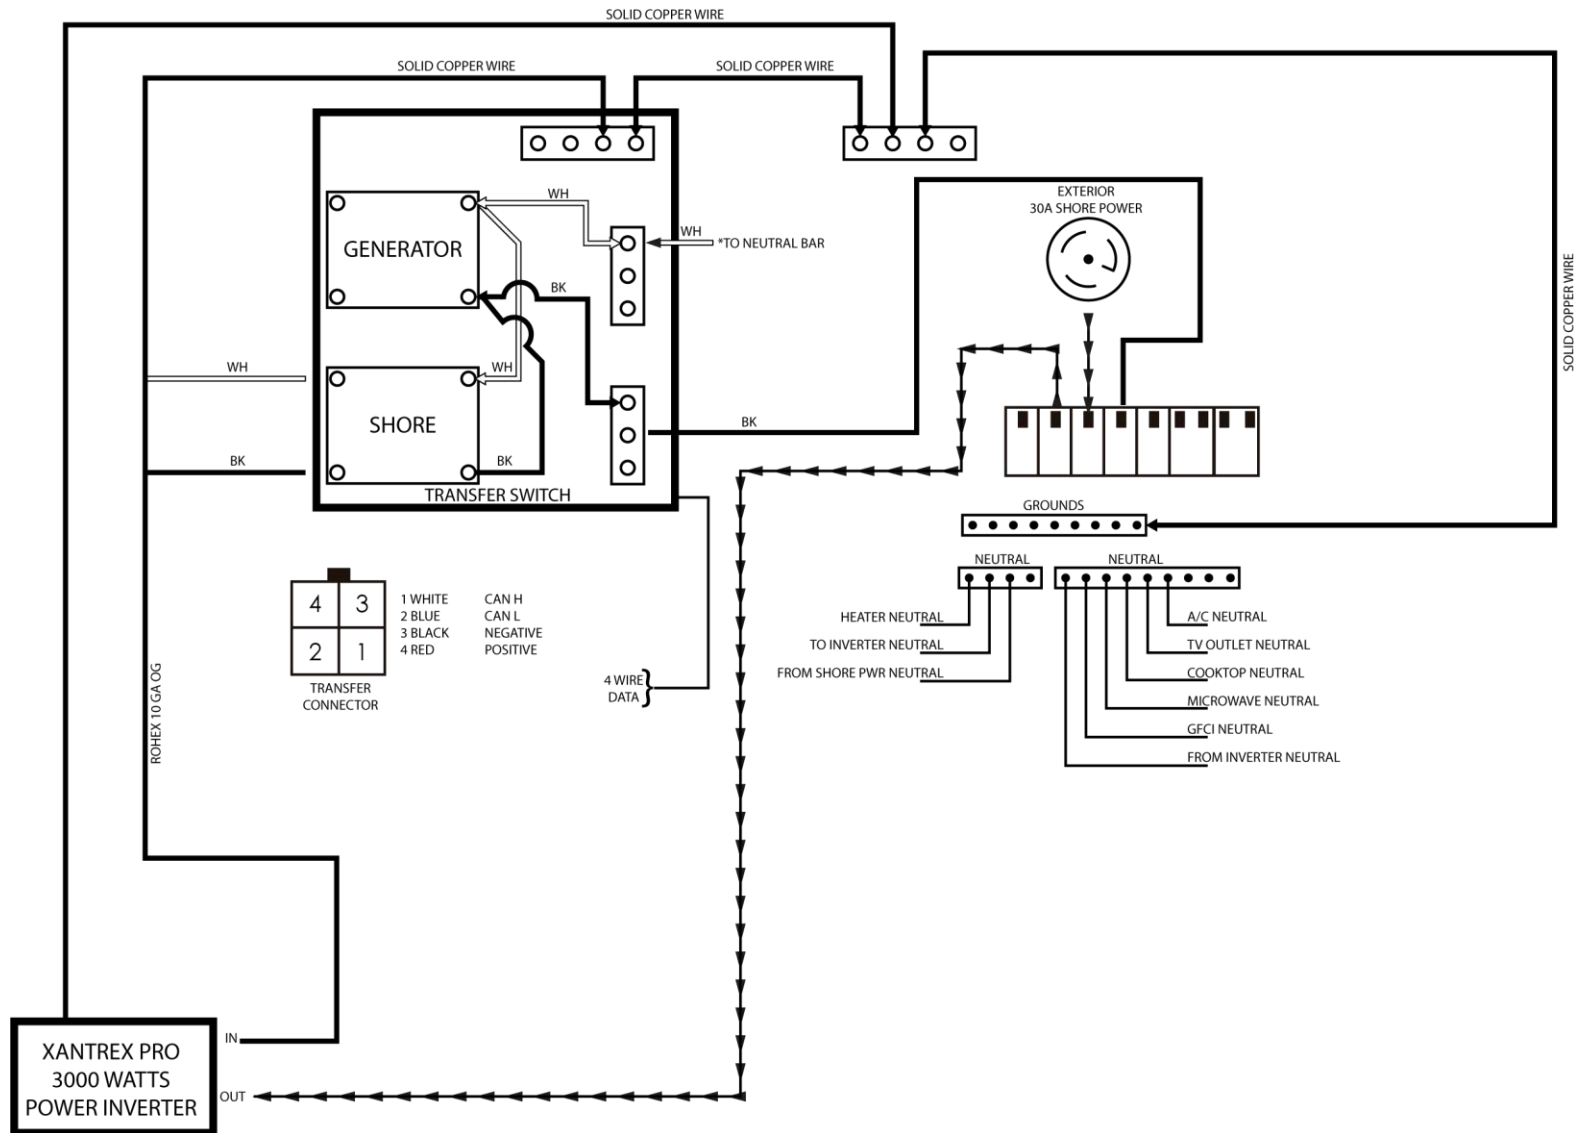 SOLID COPPER WIRE
SOLID COPPER WIRE
SOLID COPPER WIRE
EXTERIOR
30A SHORE POWER
WH
WH
*TO NEUTRAL BAR
GENERATOR
BK
SOLID COPPER WIRE
WH
WH
SHORE
BK
BK
BK
TRANSFER SWITCH
GROUNDS
NEUTRAL
NEUTRAL
4 3
2 1
TRANSFER
CONNECTOR
1 WHITE CAN H
2 BLUE CAN L
3 BLACK NEGATIVE
4 RED POSITIVE
4 WIRE
DATA
HEATER NEUTRAL
TO INVERTER NEUTRAL
FROM SHORE PWR NEUTRAL
A/C NEUTRAL
TV OUTLET NEUTRAL
COOKTOP NEUTRAL
MICROWAVE NEUTRAL
GFCI NEUTRAL
FROM INVERTER NEUTRAL
ROHEX 10 GA OG
IN
XANTREX PRO
3000 WATTS
POWER INVERTER
OUT